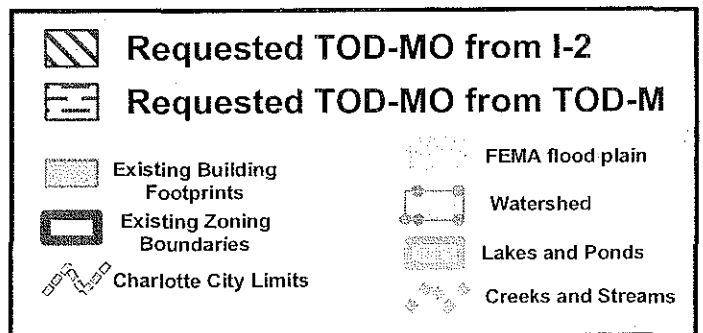 Requested TOD-MO from I-2
Requested TOD-MO from TOD-M
Existing Building
Footprints
Existing Zoning
Boundaries
Charlotte City Limits
FEMA flood plain
Watershed
Lakes and Ponds
Creeks and Streams